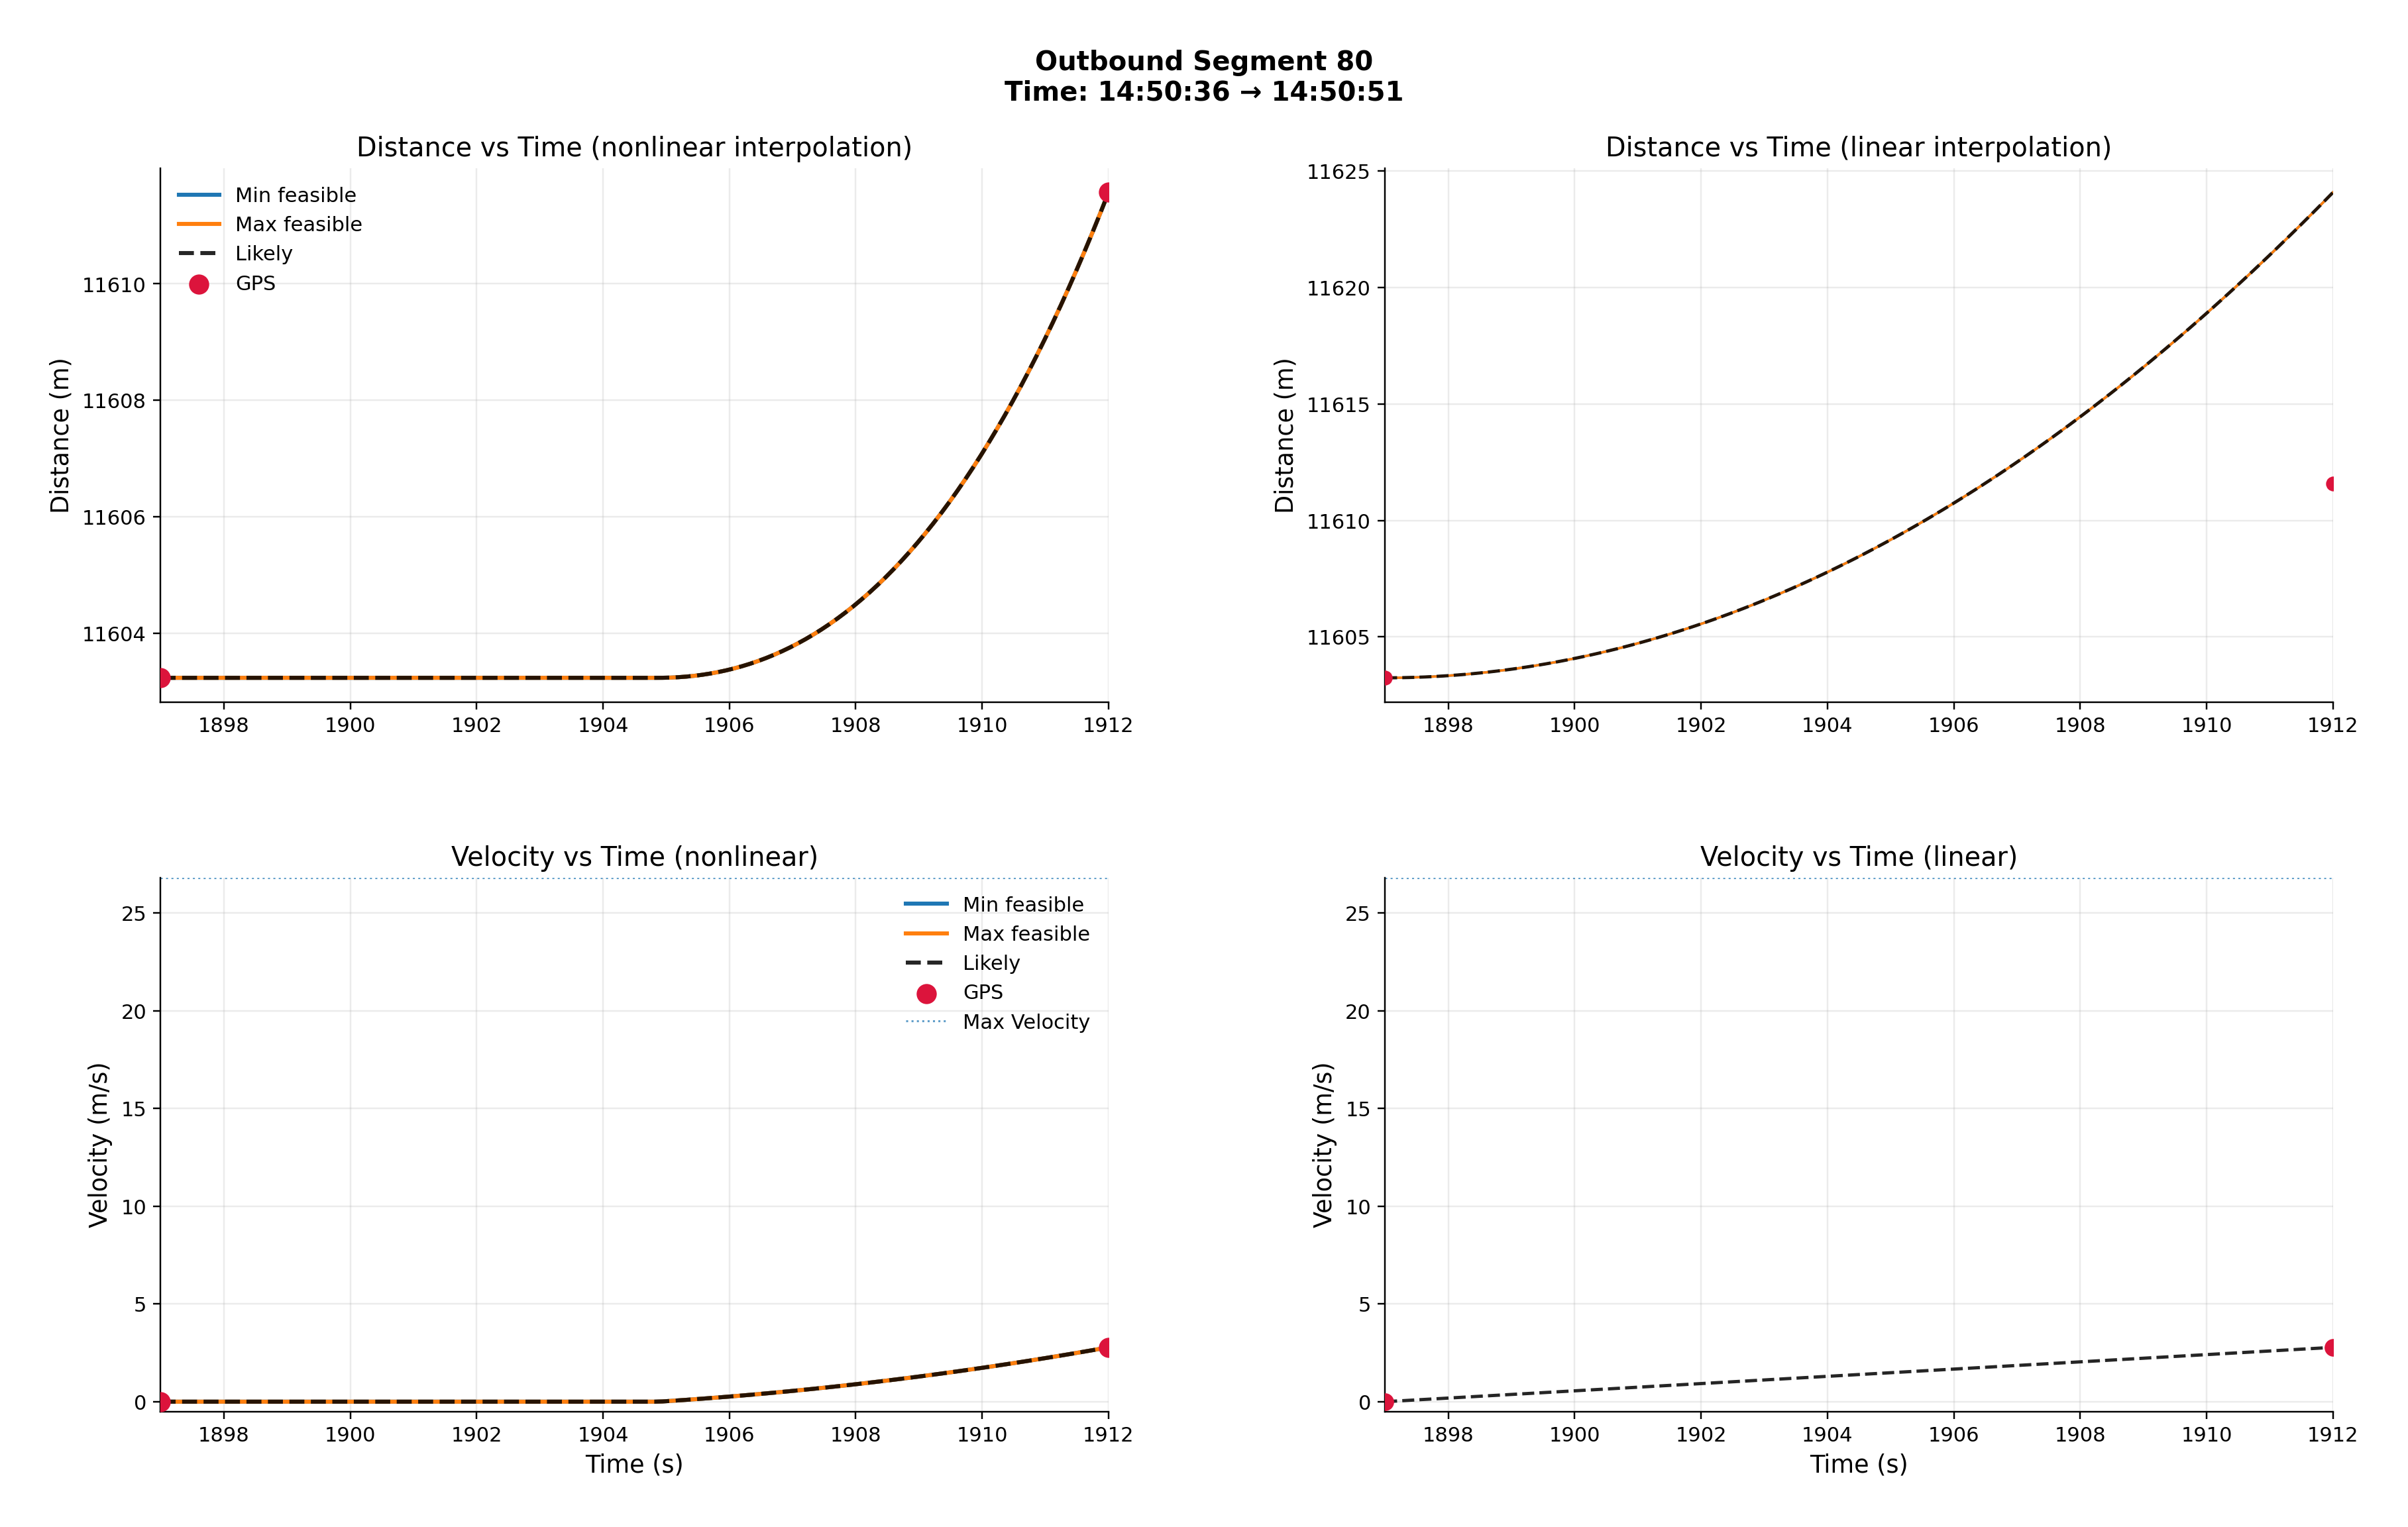 Outbound Segment 80
Time: 14:50:36 → 14:50:51
Distance vs Time (nonlinear interpolation)
Distance (m)
11610
11608
11606
11604
Min feasible
Max feasible
Likely
GPS
1898 1900 1902 1904 1906 1908 1910 1912
Distance vs Time (linear interpolation)
Distance (m)
11625
11620
11615
11610
11605
1898 1900 1902 1904 1906 1908 1910 1912
Velocity vs Time (nonlinear)
Velocity (m/s)
25
20
15
10
5
0
Min feasible
Max feasible
Likely
GPS
Max Velocity
1898 1900 1902 1904 1906 1908 1910 1912
Time (s)
Velocity vs Time (linear)
Velocity (m/s)
25
20
15
10
5
0
1898 1900 1902 1904 1906 1908 1910 1912
Time (s)